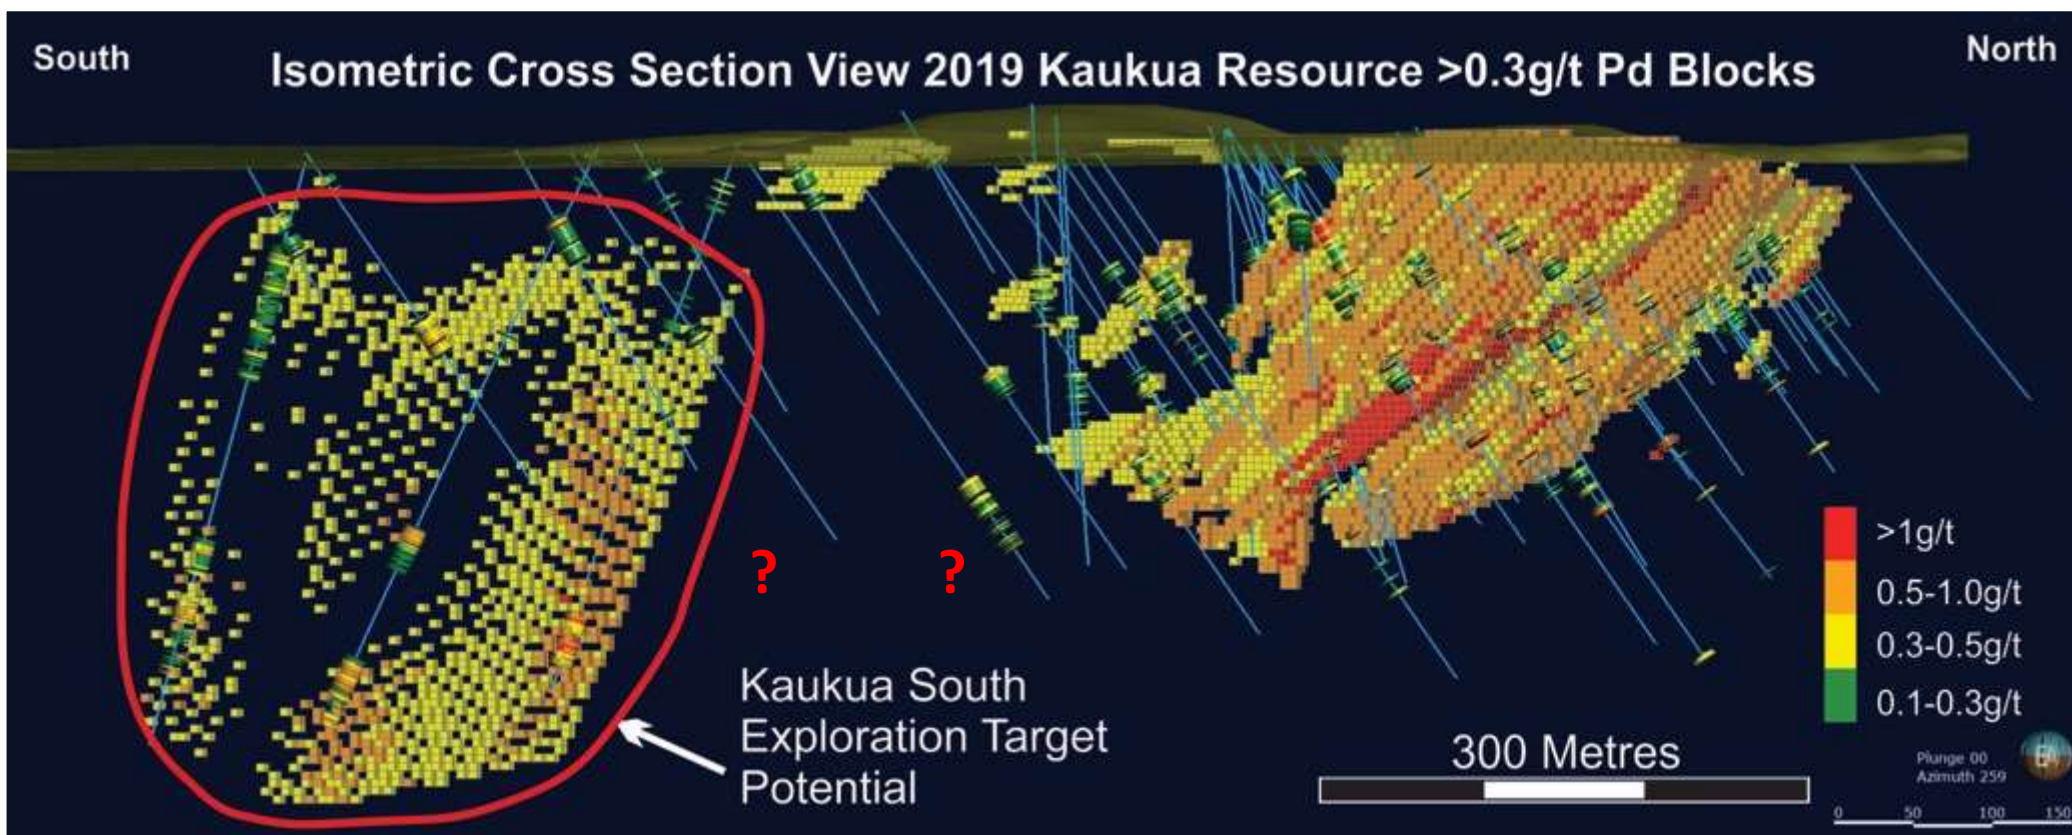 South
North
Isometric Cross Section View 2019 Kaukua Resource >0.3g/t Pd Blocks
? ?
Kaukua South
Exploration Target
Potential
>1g/t
0.5-1.0g/t
0.3-0.5g/t
0.1-0.3g/t
300 Metres
Plunge 00
Azimuth 259
0 50 100 150